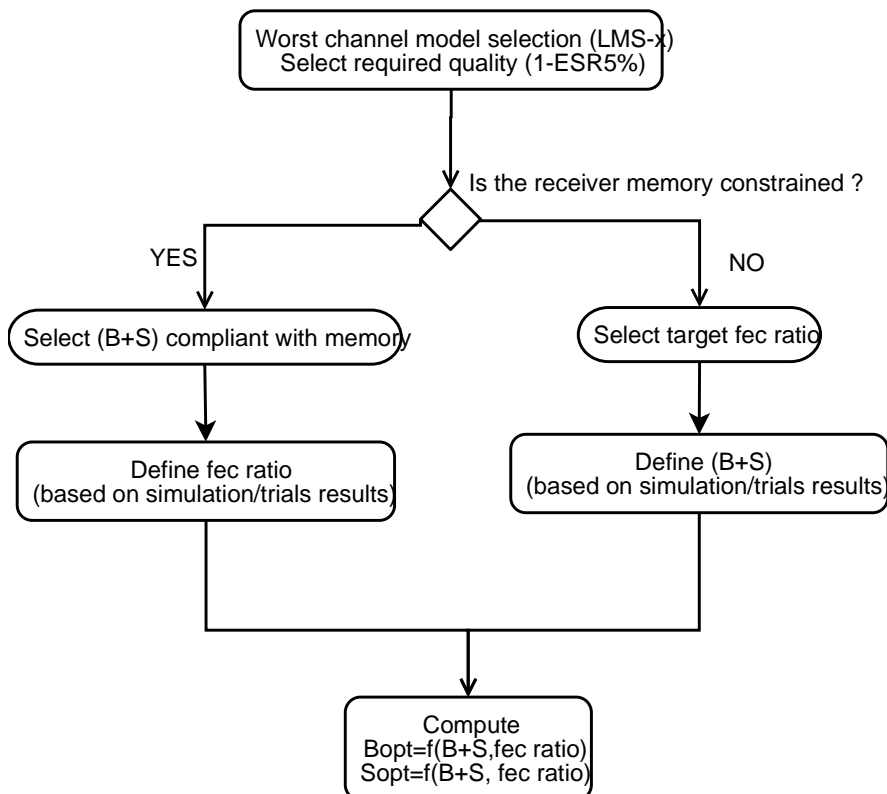 Worst channel model selection (LMS-x)
Select required quality (1-ESR5%)
Is the receiver memory constrained ?
YES
NO
Select (B+S) compliant with memory
Select target fec ratio
Define fec ratio
(based on simulation/trials results)
Define (B+S)
(based on simulation/trials results)
Compute
Bopt=f(B+S,fec ratio)
Sopt=f(B+S, fec ratio)